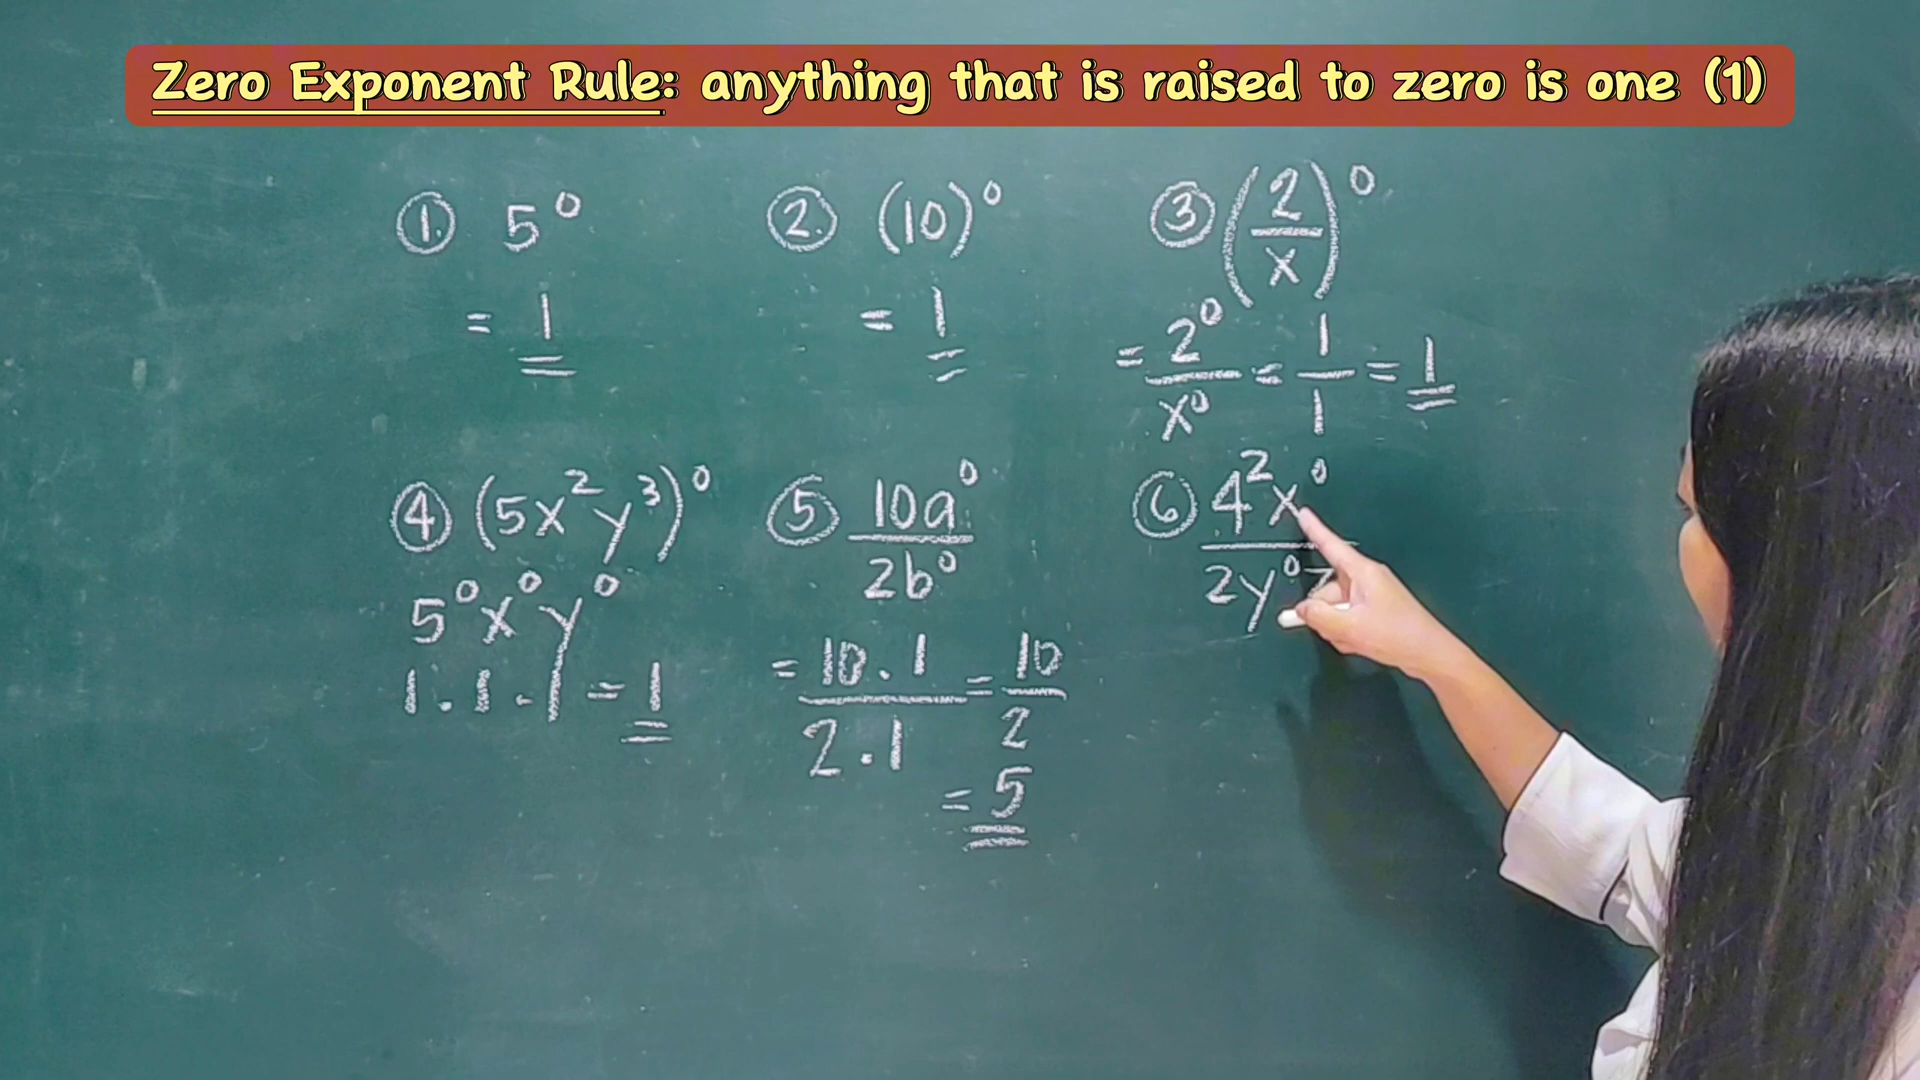 Zero Exponent Rule: anything that is raised to zero is one (1)
① 5⁰
= 1
② (10)⁰
= 1
③ (2/x)⁰
= 2⁰/x⁰ = 1/1 = 1
④ (5x²y³)⁰
5⁰x⁰y⁰
1 . 1 . 1 = 1
⑤ 10a⁰/2b⁰
= 10 . 1/2 . 1 = 10/2
= 5
⑥ 4²x⁰/2y⁰